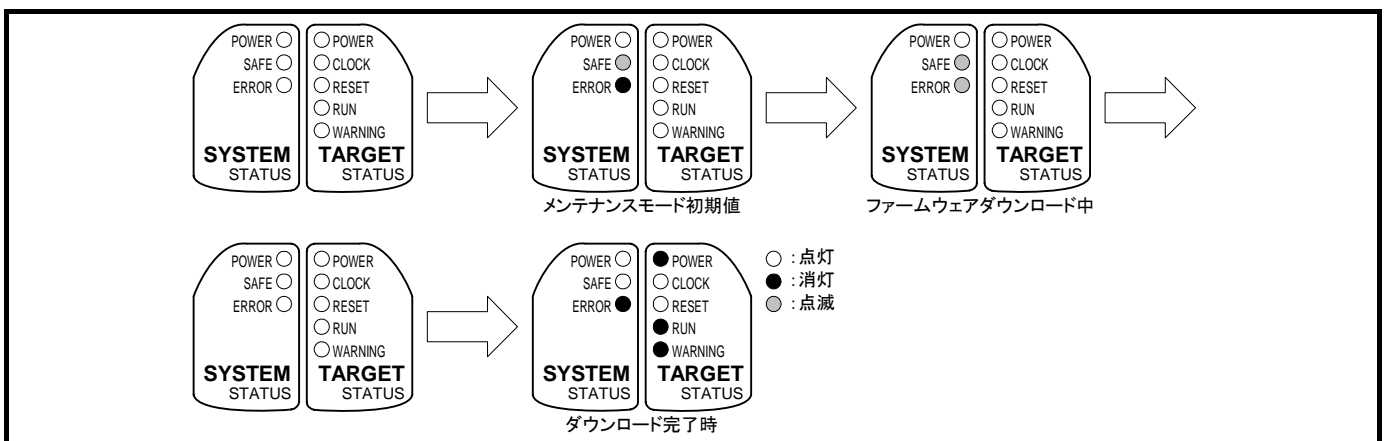 POWER
SAFE
ERROR
SYSTEM
STATUS
POWER
CLOCK
RESET
RUN
WARNING
TARGET
STATUS
POWER
SAFE
ERROR
SYSTEM
STATUS
POWER
CLOCK
RESET
RUN
WARNING
TARGET
STATUS
メンテナンスモード初期値
POWER
SAFE
ERROR
SYSTEM
STATUS
POWER
CLOCK
RESET
RUN
WARNING
TARGET
STATUS
ファームウェアダウンロード中
POWER
SAFE
ERROR
SYSTEM
STATUS
POWER
CLOCK
RESET
RUN
WARNING
TARGET
STATUS
POWER
SAFE
ERROR
SYSTEM
STATUS
POWER
CLOCK
RESET
RUN
WARNING
TARGET
STATUS
ダウンロード完了時
○ :点灯
● :消灯
● :点滅